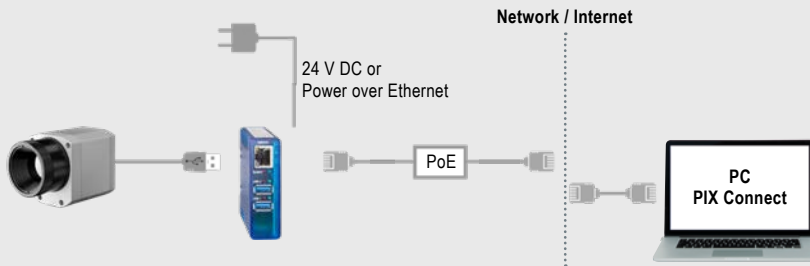 Network / Internet
24 V DC or
Power over Ethernet
PoE
PC
PIX Connect